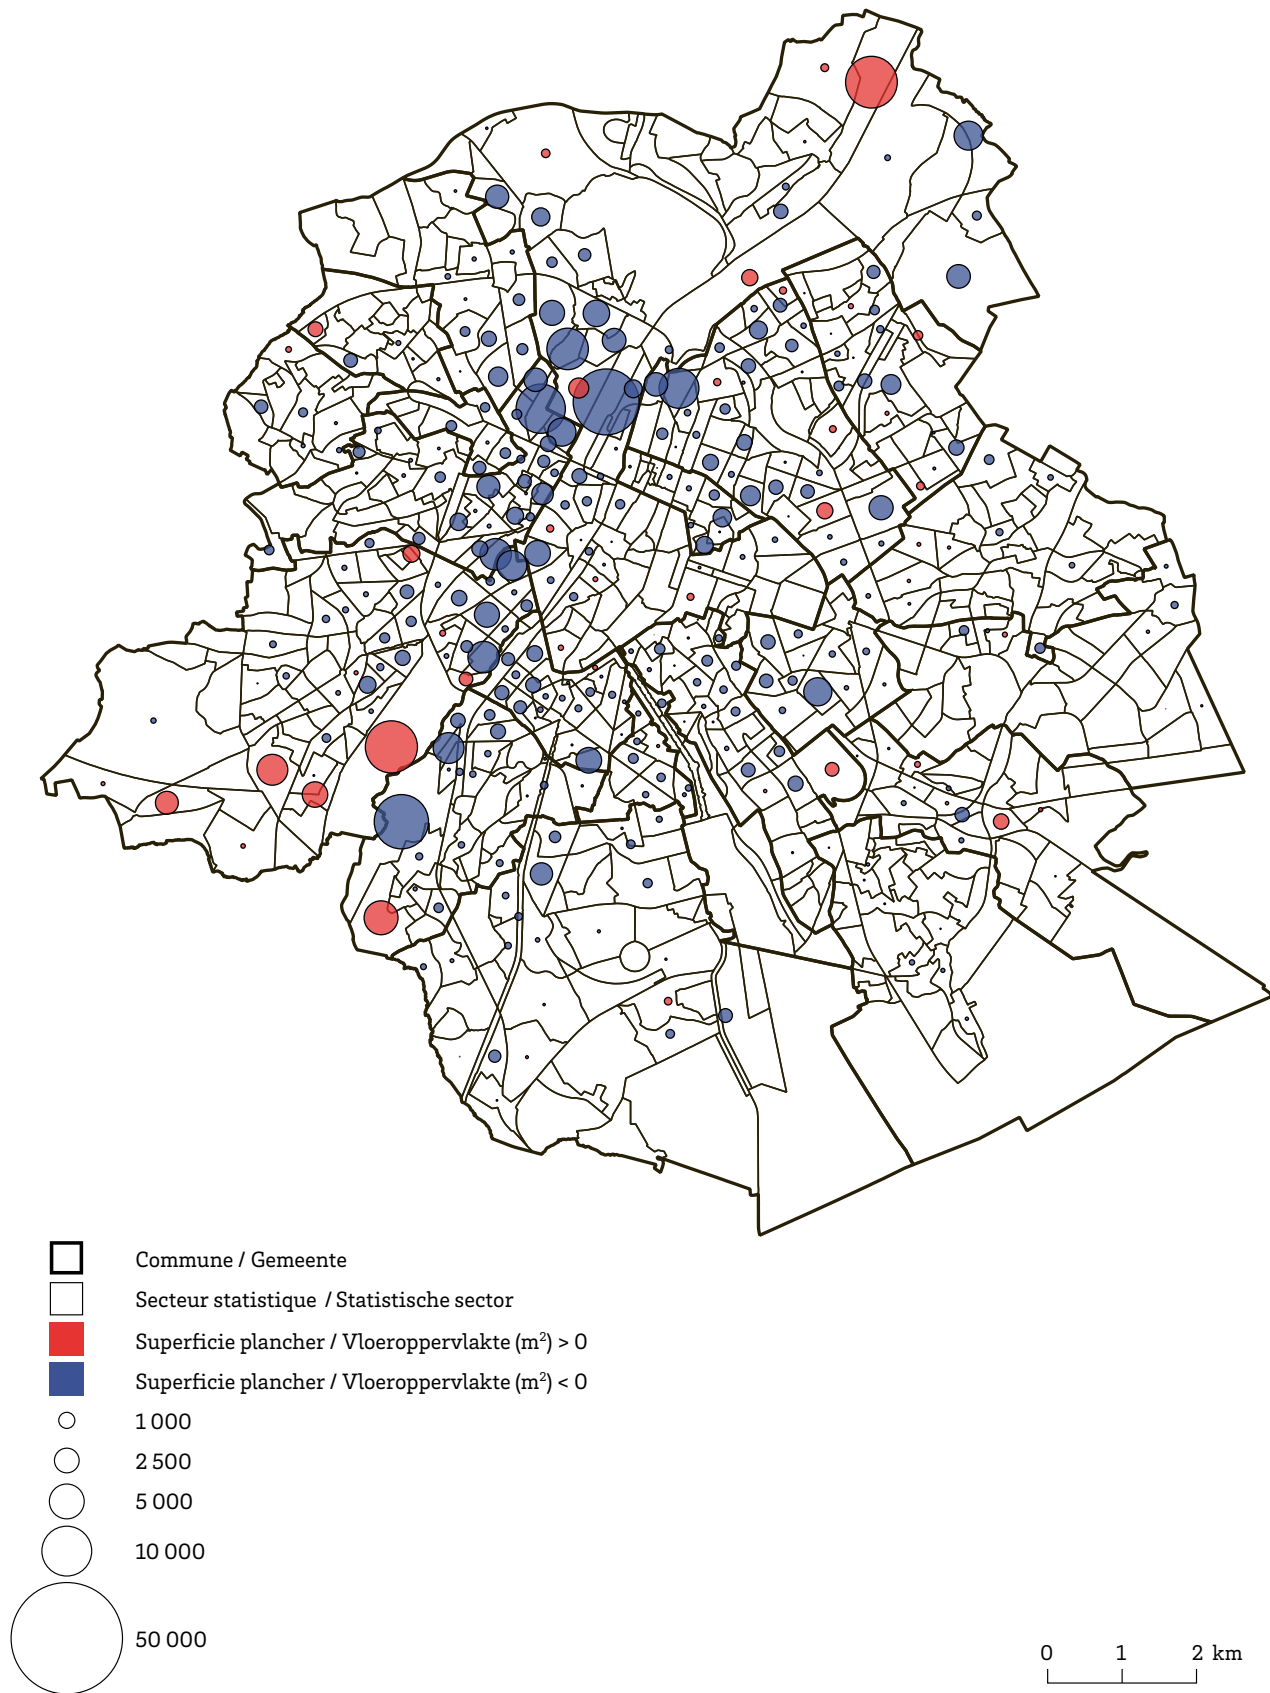 Commune / Gemeente
Secteur statistique / Statistische sector
Superficie plancher / Vloeroppervlakte (m²) > 0
Superficie plancher / Vloeroppervlakte (m²) < 0
1 000
2 500
5 000
10 000
50 000
0 1 2 km